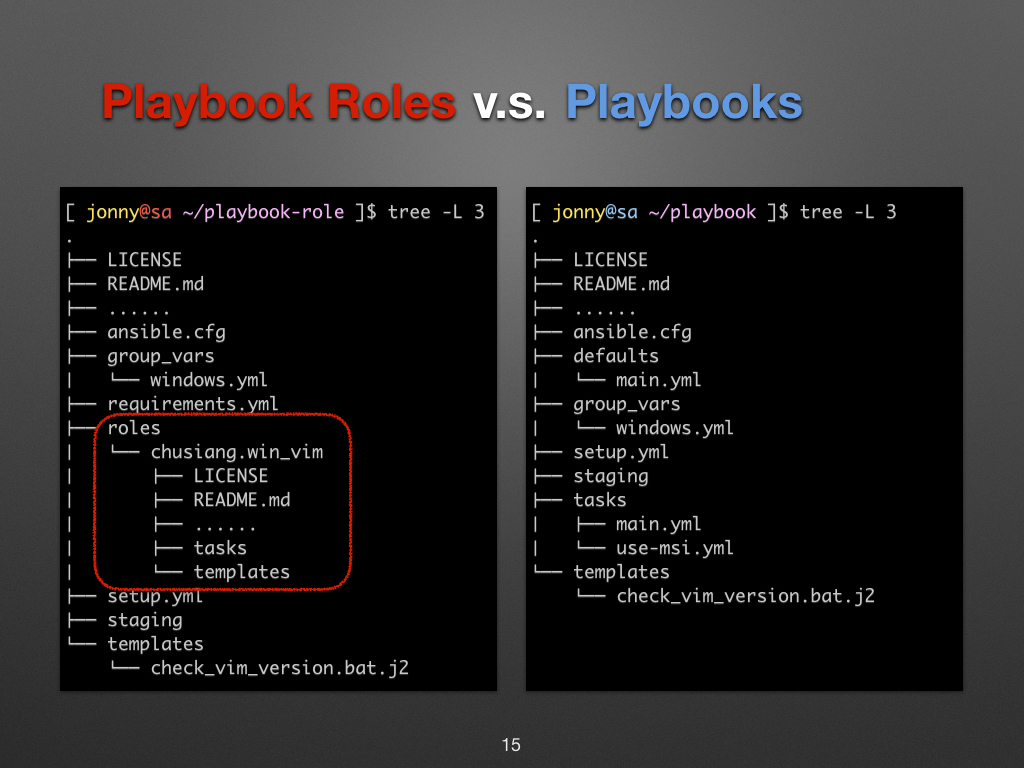 Playbook Roles v.s. Playbooks
[ jonny@sa ~/playbook-role ]$ tree -L 3
.
├── LICENSE
├── README.md
├── ......
├── ansible.cfg
├── group_vars
│   └── windows.yml
├── requirements.yml
├── roles
│   └── chusiang.win_vim
│       ├── LICENSE
│       ├── README.md
│       ├── ......
│       ├── tasks
│       └── templates
├── setup.yml
├── staging
└── templates
    └── check_vim_version.bat.j2
[ jonny@sa ~/playbook ]$ tree -L 3
.
├── LICENSE
├── README.md
├── ......
├── ansible.cfg
├── defaults
│   └── main.yml
├── group_vars
│   └── windows.yml
├── setup.yml
├── staging
├── tasks
│   ├── main.yml
│   └── use-msi.yml
└── templates
    └── check_vim_version.bat.j2
15